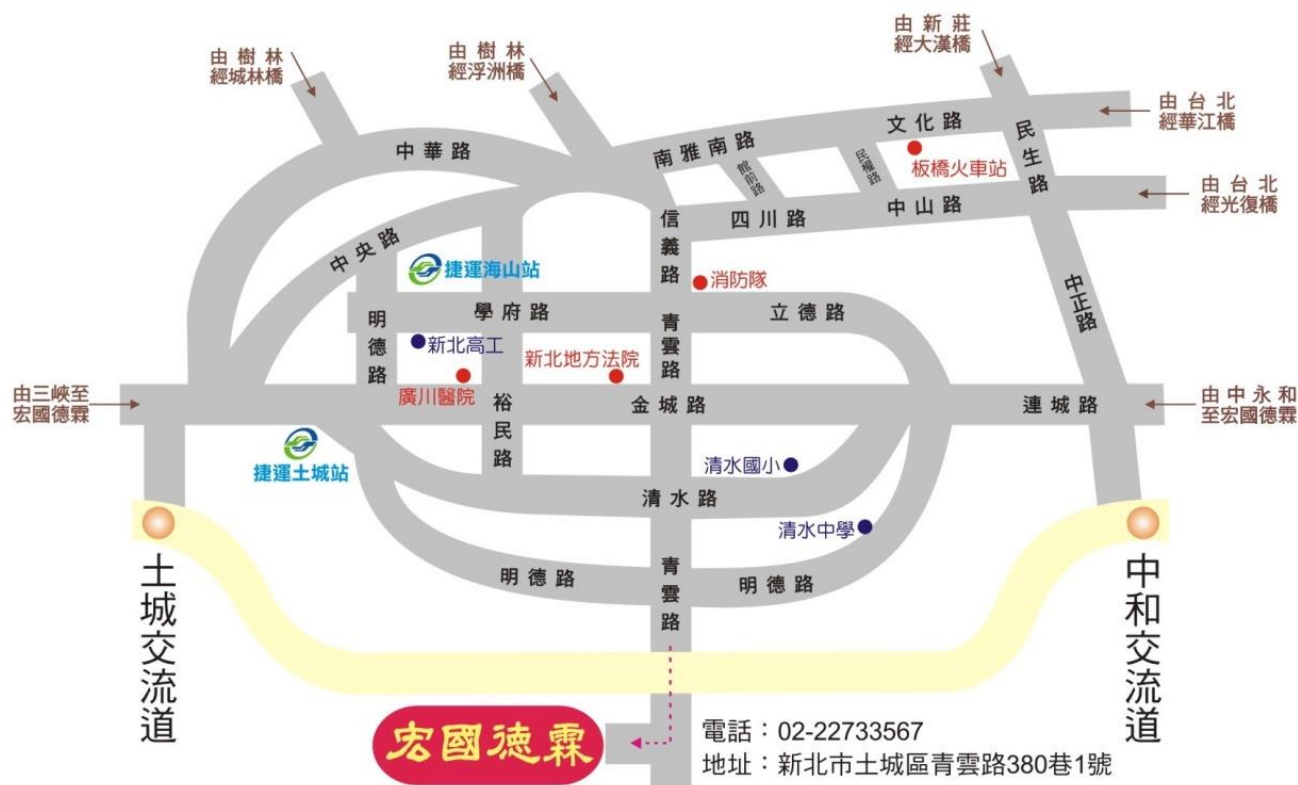 由樹林
經城林橋
由樹林
經浮洲橋
由新莊
經大漢橋
由台北
經華江橋
由台北
經光復橋
中華路
南雅南路
文化路
民生路
館前路
民權路
板橋火車站
四川路
中山路
信義路
中央路
捷運海山站
消防隊
學府路
立德路
中正路
明德路
新北高工
新北地方法院
青雲路
廣川醫院
由三峽至
宏國德霖
裕民路
金城路
連城路
由中永和
至宏國德霖
捷運土城站
清水國小
清水路
清水中學
明德路
青雲路
明德路
土城交流道
中和交流道
宏國德霖
電話：02-22733567
地址：新北市土城區青雲路380巷1號